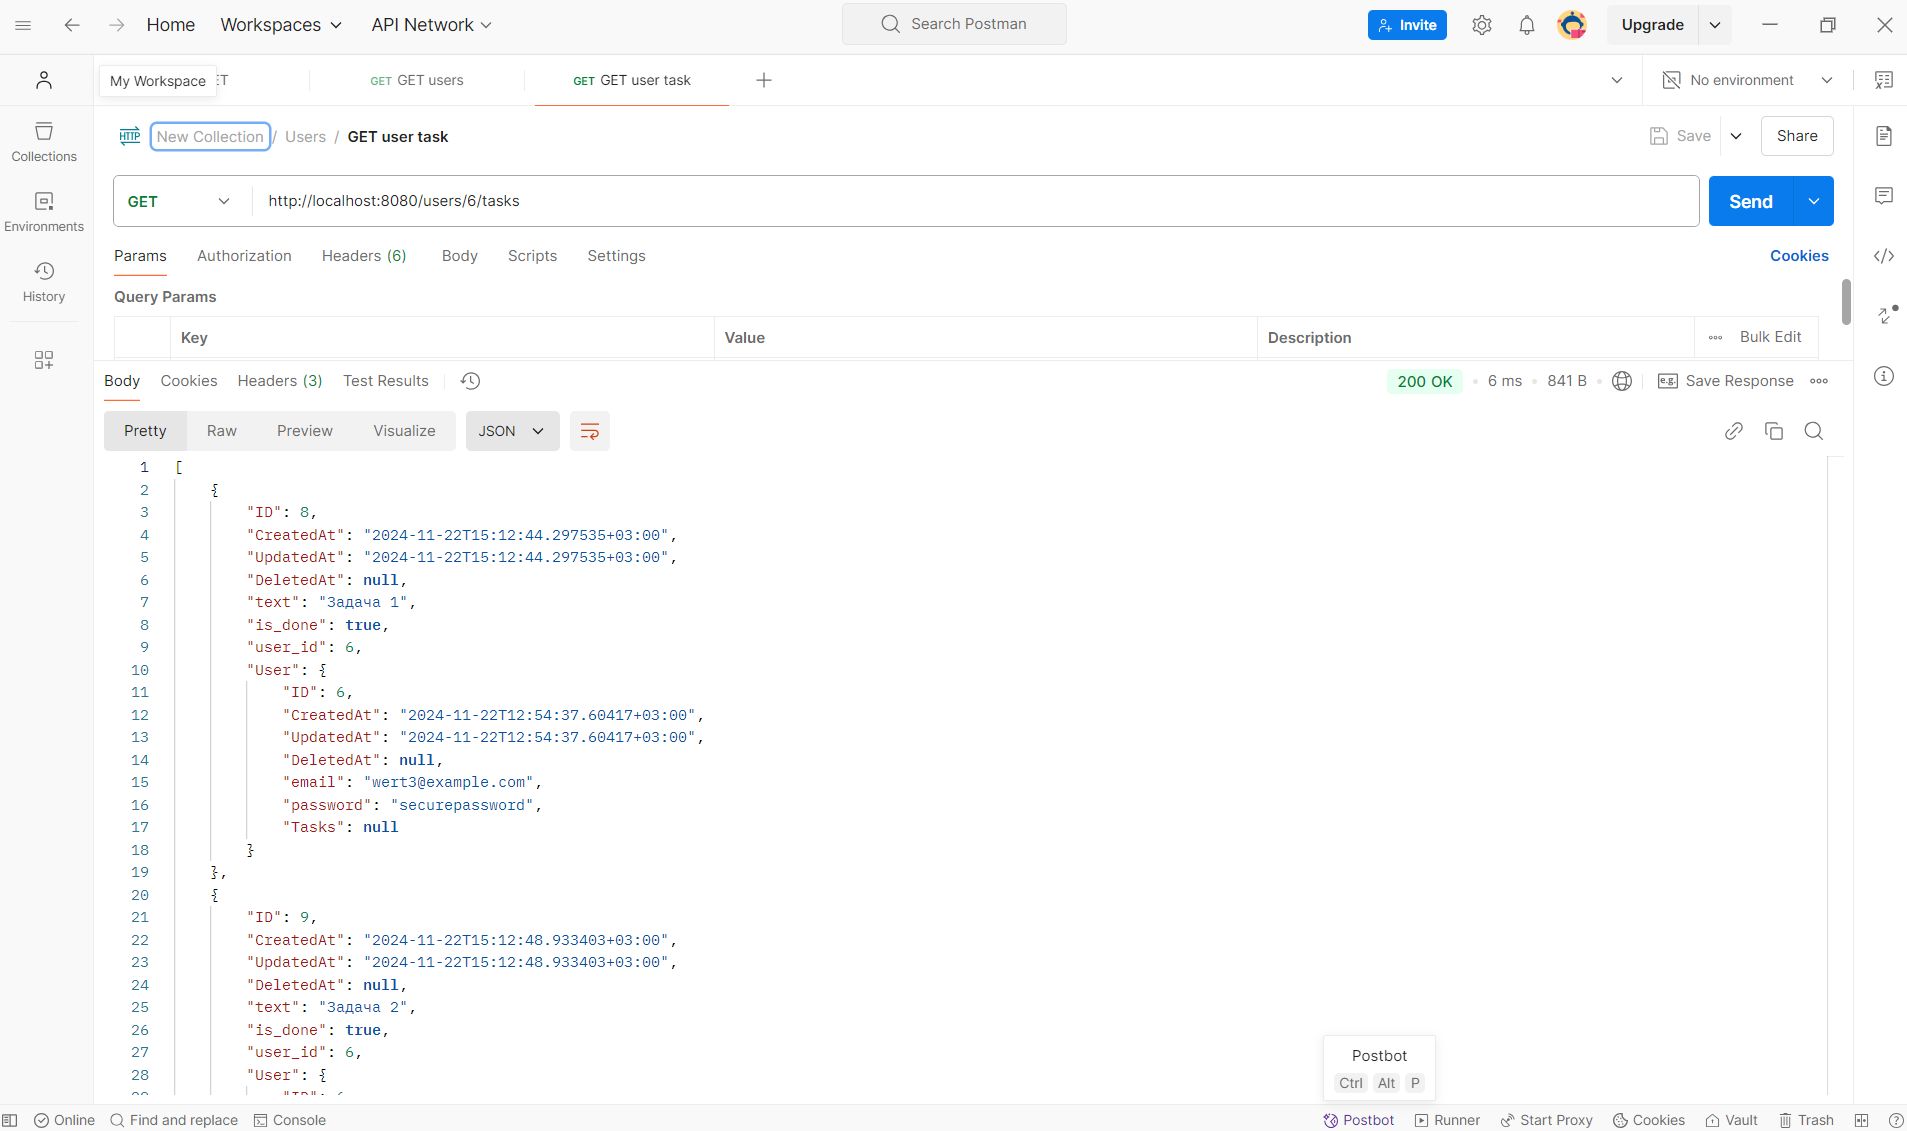 Home Workspaces API Network Search Postman Invite Upgrade
My Workspace ET GET GET users GET GET user task No environment
HTTP New Collection / Users / GET user task Save Share
GET http://localhost:8080/users/6/tasks Send
Params Authorization Headers (6) Body Scripts Settings Cookies
Query Params
Key Value Description Bulk Edit
Collections
Environments
History
Body Cookies Headers (3) Test Results 200 OK 6 ms 841 B e.g. Save Response
Pretty Raw Preview Visualize JSON
1 [
2 {
3 "ID": 8,
4 "CreatedAt": "2024-11-22T15:12:44.297535+03:00",
5 "UpdatedAt": "2024-11-22T15:12:44.297535+03:00",
6 "DeletedAt": null,
7 "text": "Задача 1",
8 "is_done": true,
9 "user_id": 6,
10 "User": {
11 "ID": 6,
12 "CreatedAt": "2024-11-22T12:54:37.60417+03:00",
13 "UpdatedAt": "2024-11-22T12:54:37.60417+03:00",
14 "DeletedAt": null,
15 "email": "wert3@example.com",
16 "password": "securepassword",
17 "Tasks": null
18 }
19 },
20 {
21 "ID": 9,
22 "CreatedAt": "2024-11-22T15:12:48.933403+03:00",
23 "UpdatedAt": "2024-11-22T15:12:48.933403+03:00",
24 "DeletedAt": null,
25 "text": "Задача 2",
26 "is_done": true,
27 "user_id": 6,
28 "User": {
Postbot
Ctrl Alt P
Online Find and replace Console Postbot Runner Start Proxy Cookies Vault Trash